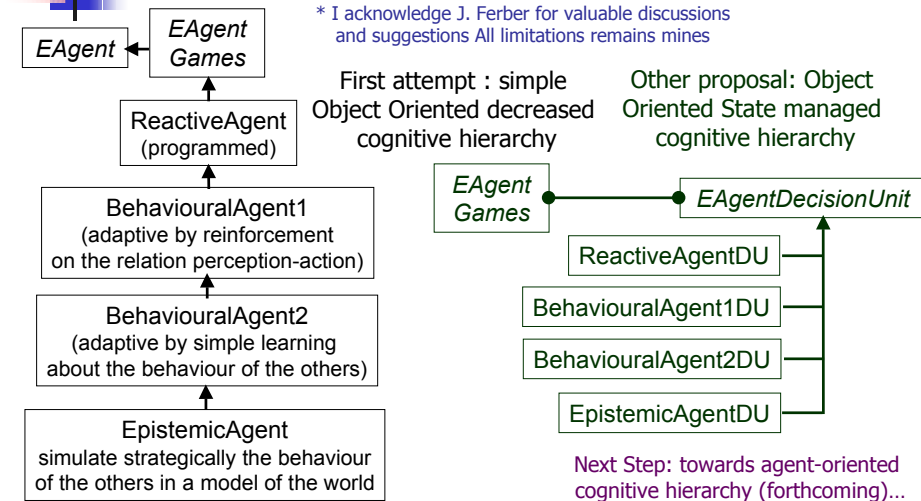 * I acknowledge J. Ferber for valuable discussions
and suggestions All limitations remains mines
EAgent
EAgent
Games
ReactiveAgent
(programmed)
BehaviouralAgent1
(adaptive by reinforcement
on the relation perception-action)
BehaviouralAgent2
(adaptive by simple learning
about the behaviour of the others)
EpistemicAgent
simulate strategically the behaviour
of the others in a model of the world
First attempt : simple
Object Oriented decreased
cognitive hierarchy
Other proposal: Object
Oriented State managed
cognitive hierarchy
EAgent
Games
EAgentDecisionUnit
ReactiveAgentDU
BehaviouralAgent1DU
BehaviouralAgent2DU
EpistemicAgentDU
Next Step: towards agent-oriented
cognitive hierarchy (forthcoming)…